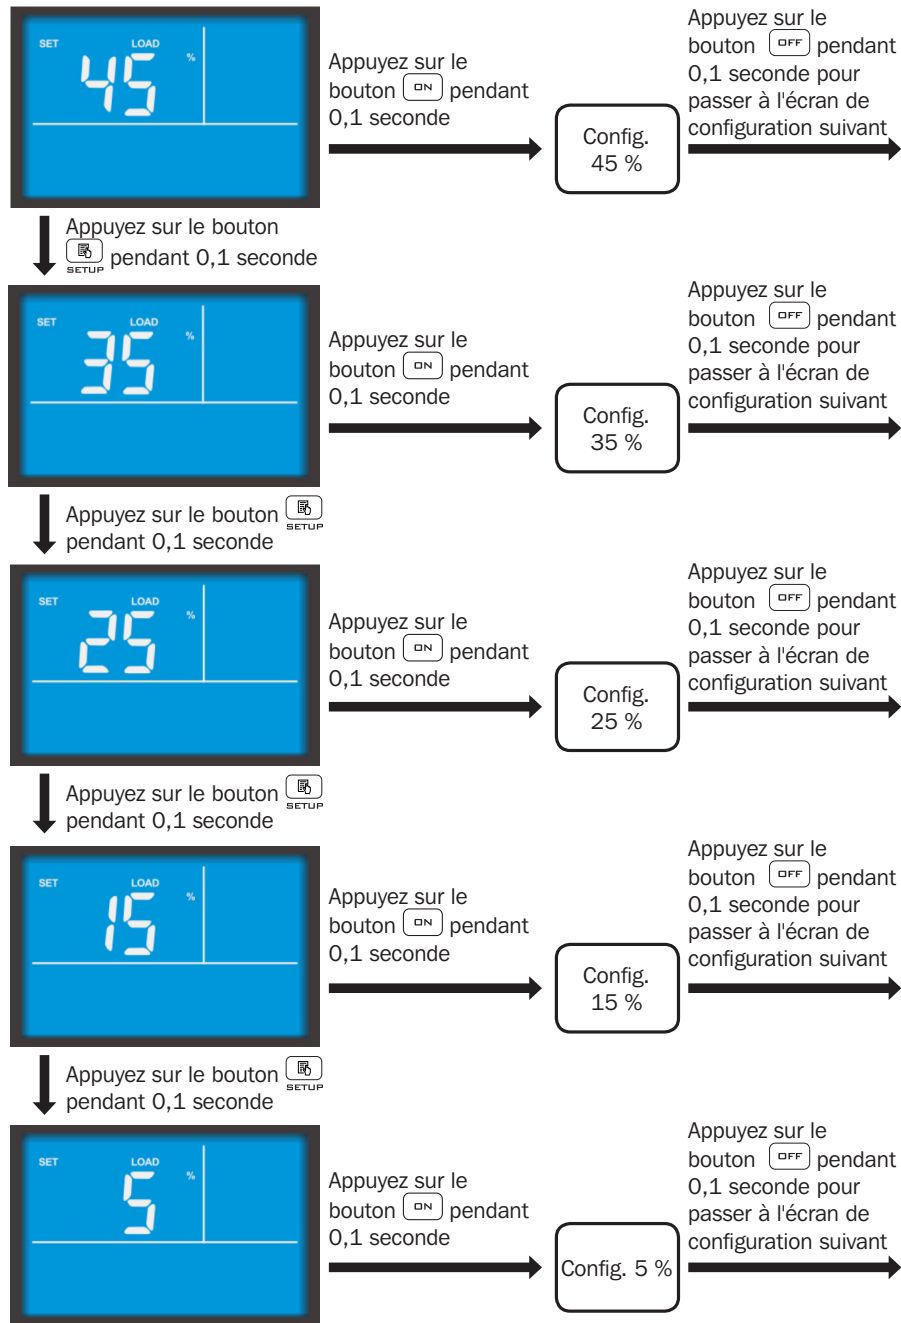 SET LOAD
45 %
Appuyez sur le
bouton ON pendant
0,1 seconde
Config.
45 %
Appuyez sur le
bouton OFF pendant
0,1 seconde pour
passer à l'écran de
configuration suivant
Appuyez sur le bouton
SETUP pendant 0,1 seconde
SET LOAD
35 %
Appuyez sur le
bouton ON pendant
0,1 seconde
Config.
35 %
Appuyez sur le
bouton OFF pendant
0,1 seconde pour
passer à l'écran de
configuration suivant
Appuyez sur le bouton SETUP
pendant 0,1 seconde
SET LOAD
25 %
Appuyez sur le
bouton ON pendant
0,1 seconde
Config.
25 %
Appuyez sur le
bouton OFF pendant
0,1 seconde pour
passer à l'écran de
configuration suivant
Appuyez sur le bouton SETUP
pendant 0,1 seconde
SET LOAD
15 %
Appuyez sur le
bouton ON pendant
0,1 seconde
Config.
15 %
Appuyez sur le
bouton OFF pendant
0,1 seconde pour
passer à l'écran de
configuration suivant
Appuyez sur le bouton SETUP
pendant 0,1 seconde
SET LOAD
5 %
Appuyez sur le
bouton ON pendant
0,1 seconde
Config. 5 %
Appuyez sur le
bouton OFF pendant
0,1 seconde pour
passer à l'écran de
configuration suivant